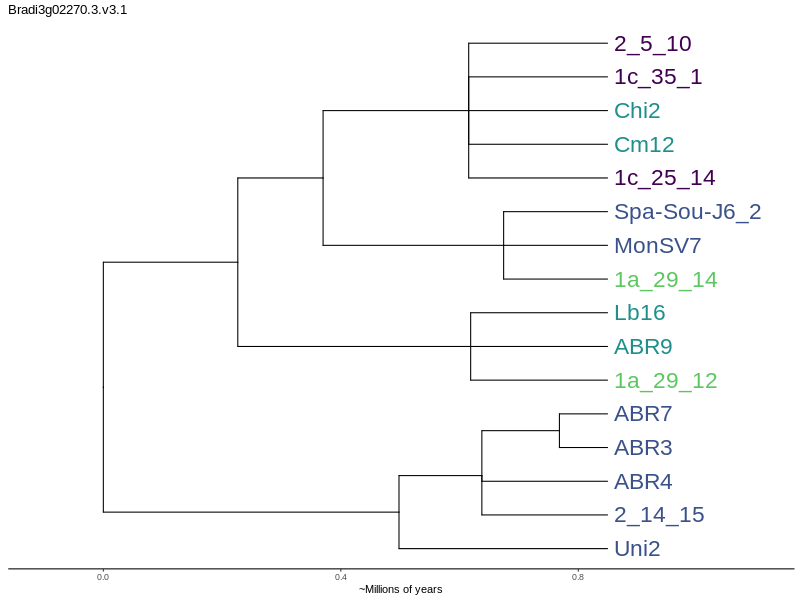 Bradi3g02270.3.v3.1
2_5_10
1c_35_1
Chi2
Cm12
1c_25_14
Spa-Sou-J6_2
MonSV7
1a_29_14
Lb16
ABR9
1a_29_12
ABR7
ABR3
ABR4
2_14_15
Uni2
0.0 0.4 0.8
~Millions of years